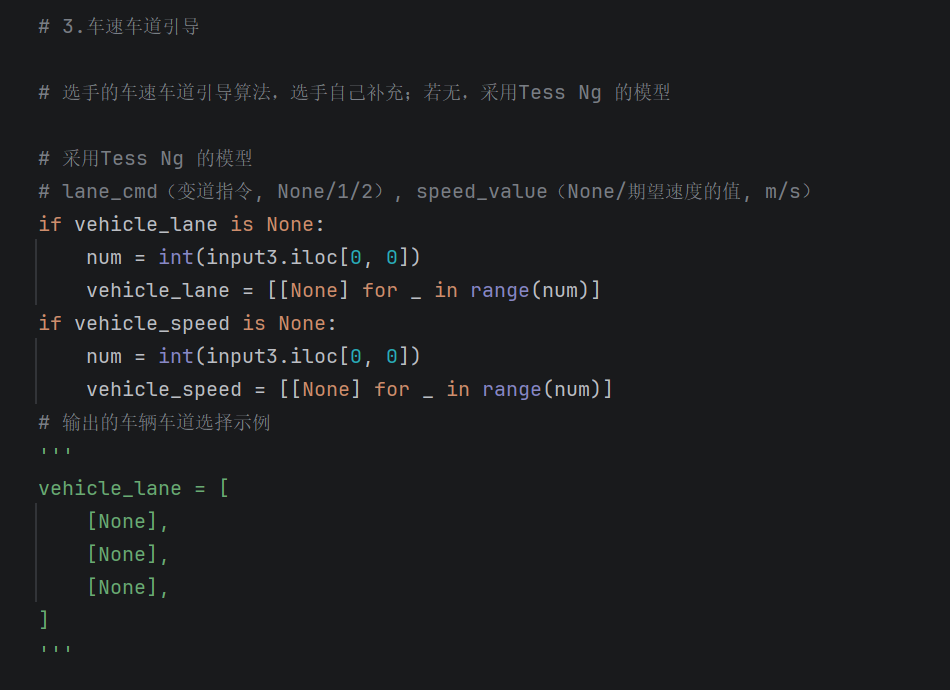 # 3.车速车道引导
# 选手的车速车道引导算法，选手自己补充；若无，采用Tess Ng 的模型
# 采用Tess Ng 的模型
# lane_cmd（变道指令, None/1/2）, speed_value（None/期望速度的值, m/s）
if vehicle_lane is None:
    num = int(input3.iloc[0, 0])
    vehicle_lane = [[None] for _ in range(num)]
if vehicle_speed is None:
    num = int(input3.iloc[0, 0])
    vehicle_speed = [[None] for _ in range(num)]
# 输出的车辆车道选择示例
'''
vehicle_lane = [
    [None],
    [None],
    [None],
]
'''